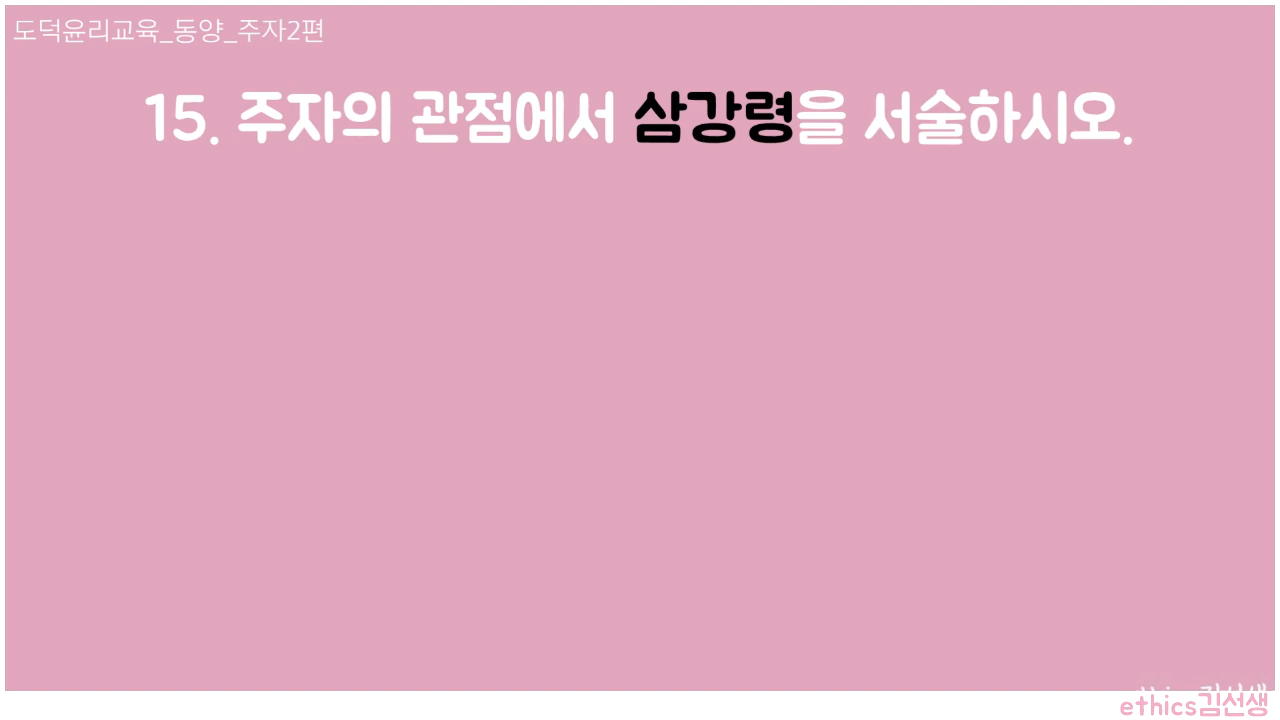 도덕윤리교육_동양_주자2편
15. 주자의 관점에서 삼강령을 서술하시오.
ethics김선생